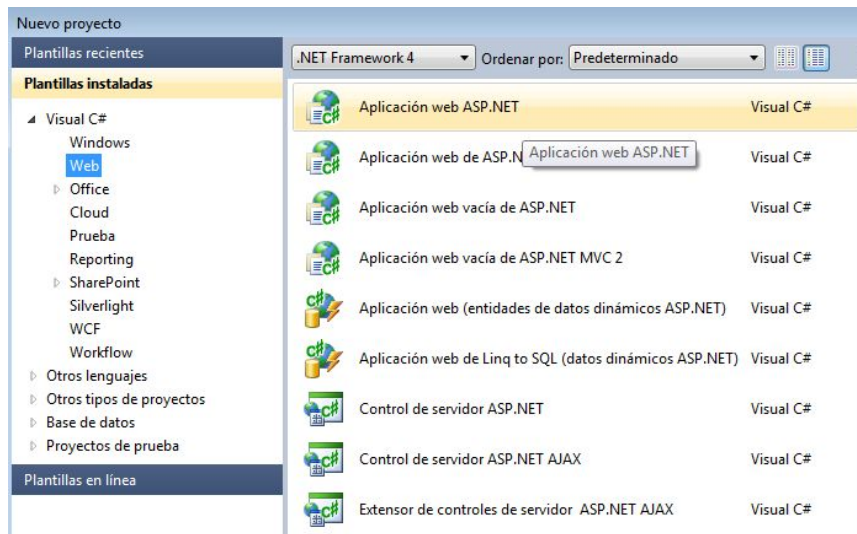 Nuevo proyecto
Plantillas recientes
Plantillas instaladas
Visual C#
Windows
Web
Office
Cloud
Prueba
Reporting
SharePoint
Silverlight
WCF
Workflow
Otros lenguajes
Otros tipos de proyectos
Base de datos
Proyectos de prueba
Plantillas en línea
.NET Framework 4 Ordenar por: Predeterminado
Aplicación web ASP.NET Visual C#
Aplicación web de ASP.N Visual C#
Aplicación web ASP.NET
Aplicación web vacía de ASP.NET Visual C#
Aplicación web vacía de ASP.NET MVC 2 Visual C#
Aplicación web (entidades de datos dinámicos ASP.NET) Visual C#
Aplicación web de Linq to SQL (datos dinámicos ASP.NET) Visual C#
Control de servidor ASP.NET Visual C#
Control de servidor ASP.NET AJAX Visual C#
Extensor de controles de servidor ASP.NET AJAX Visual C#